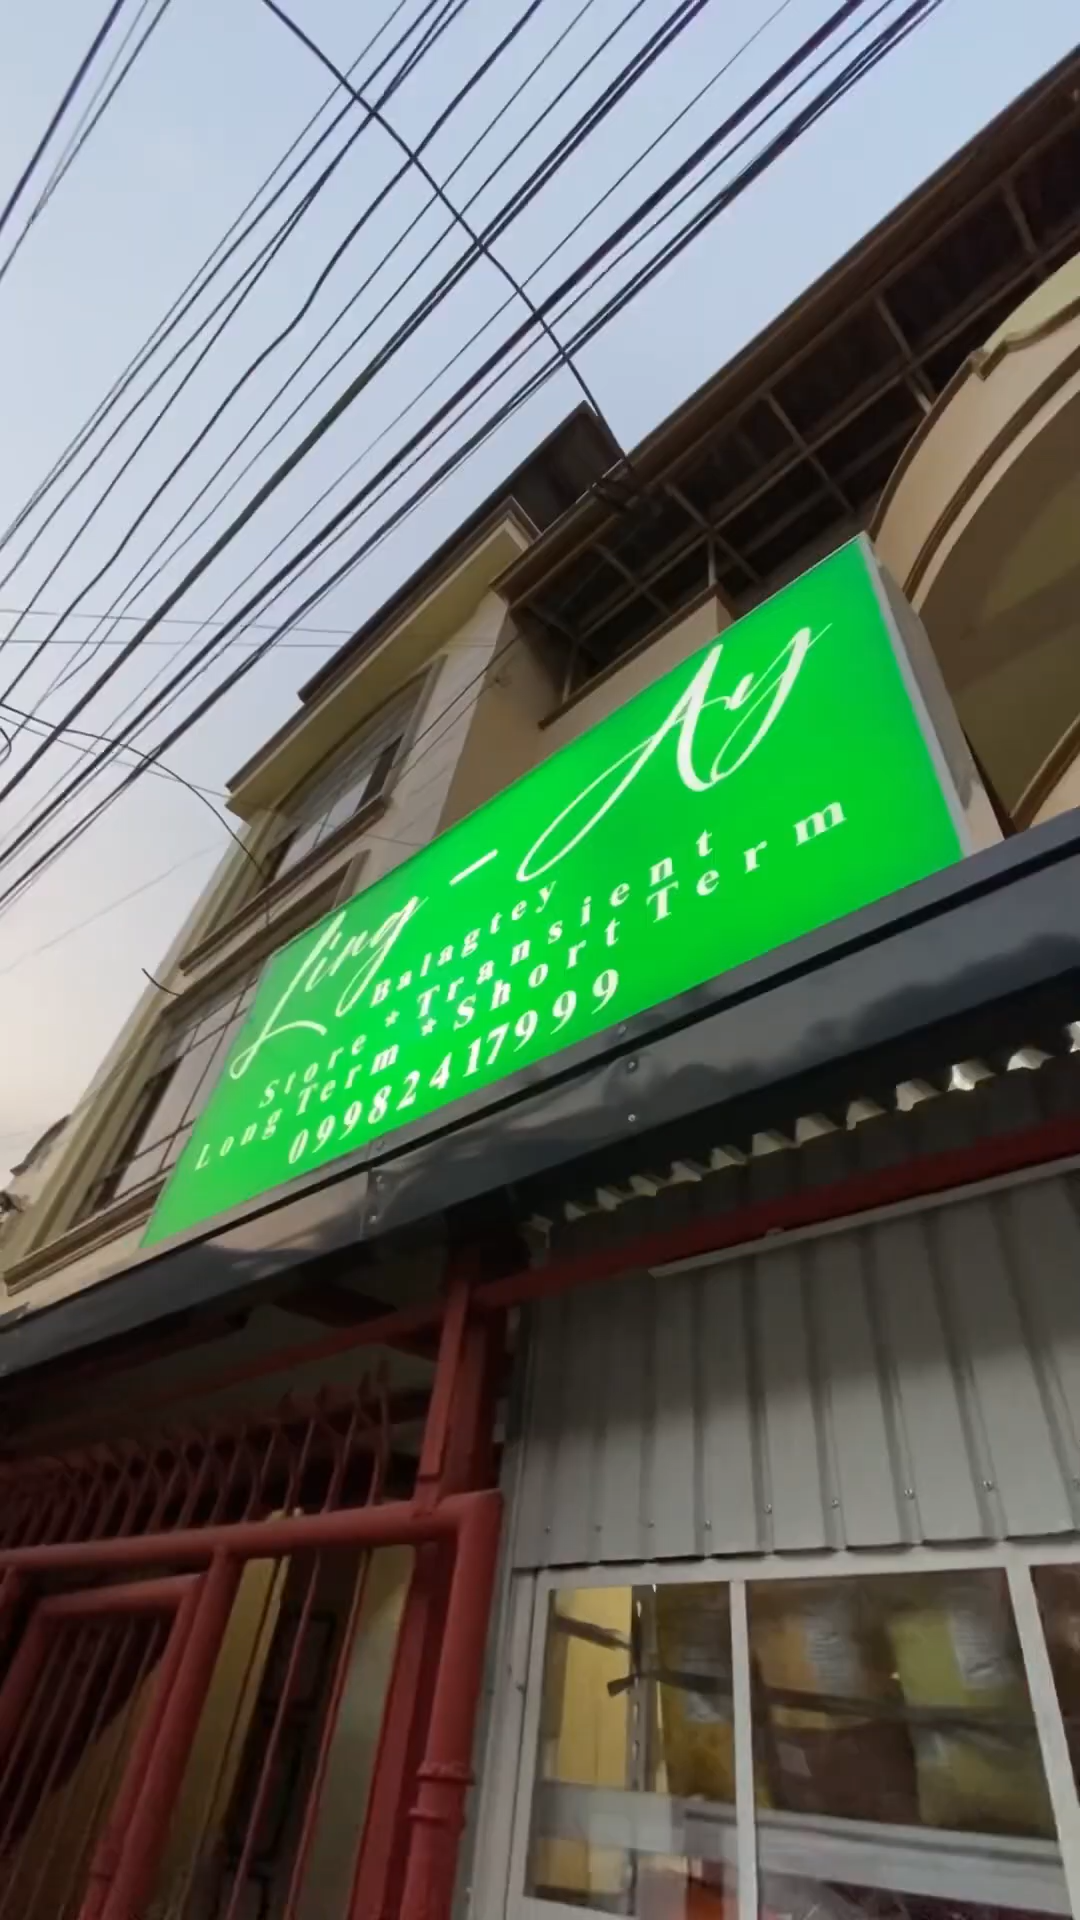 Ling - Ay
Balagtey
Store *Transient
Long Term *Short Term
09982417999